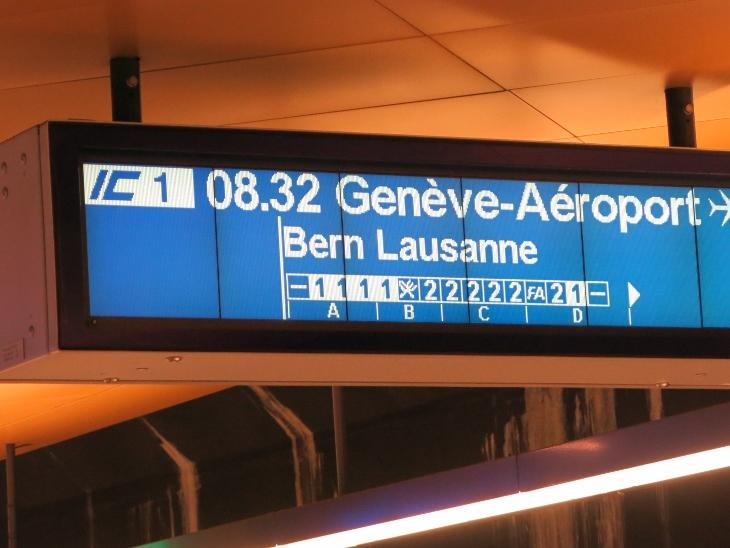 IC 1 08.32 Genève-Aéroport
Bern Lausanne
1 1 1 1 2 2 2 2 2 FA 2 1
A B C D